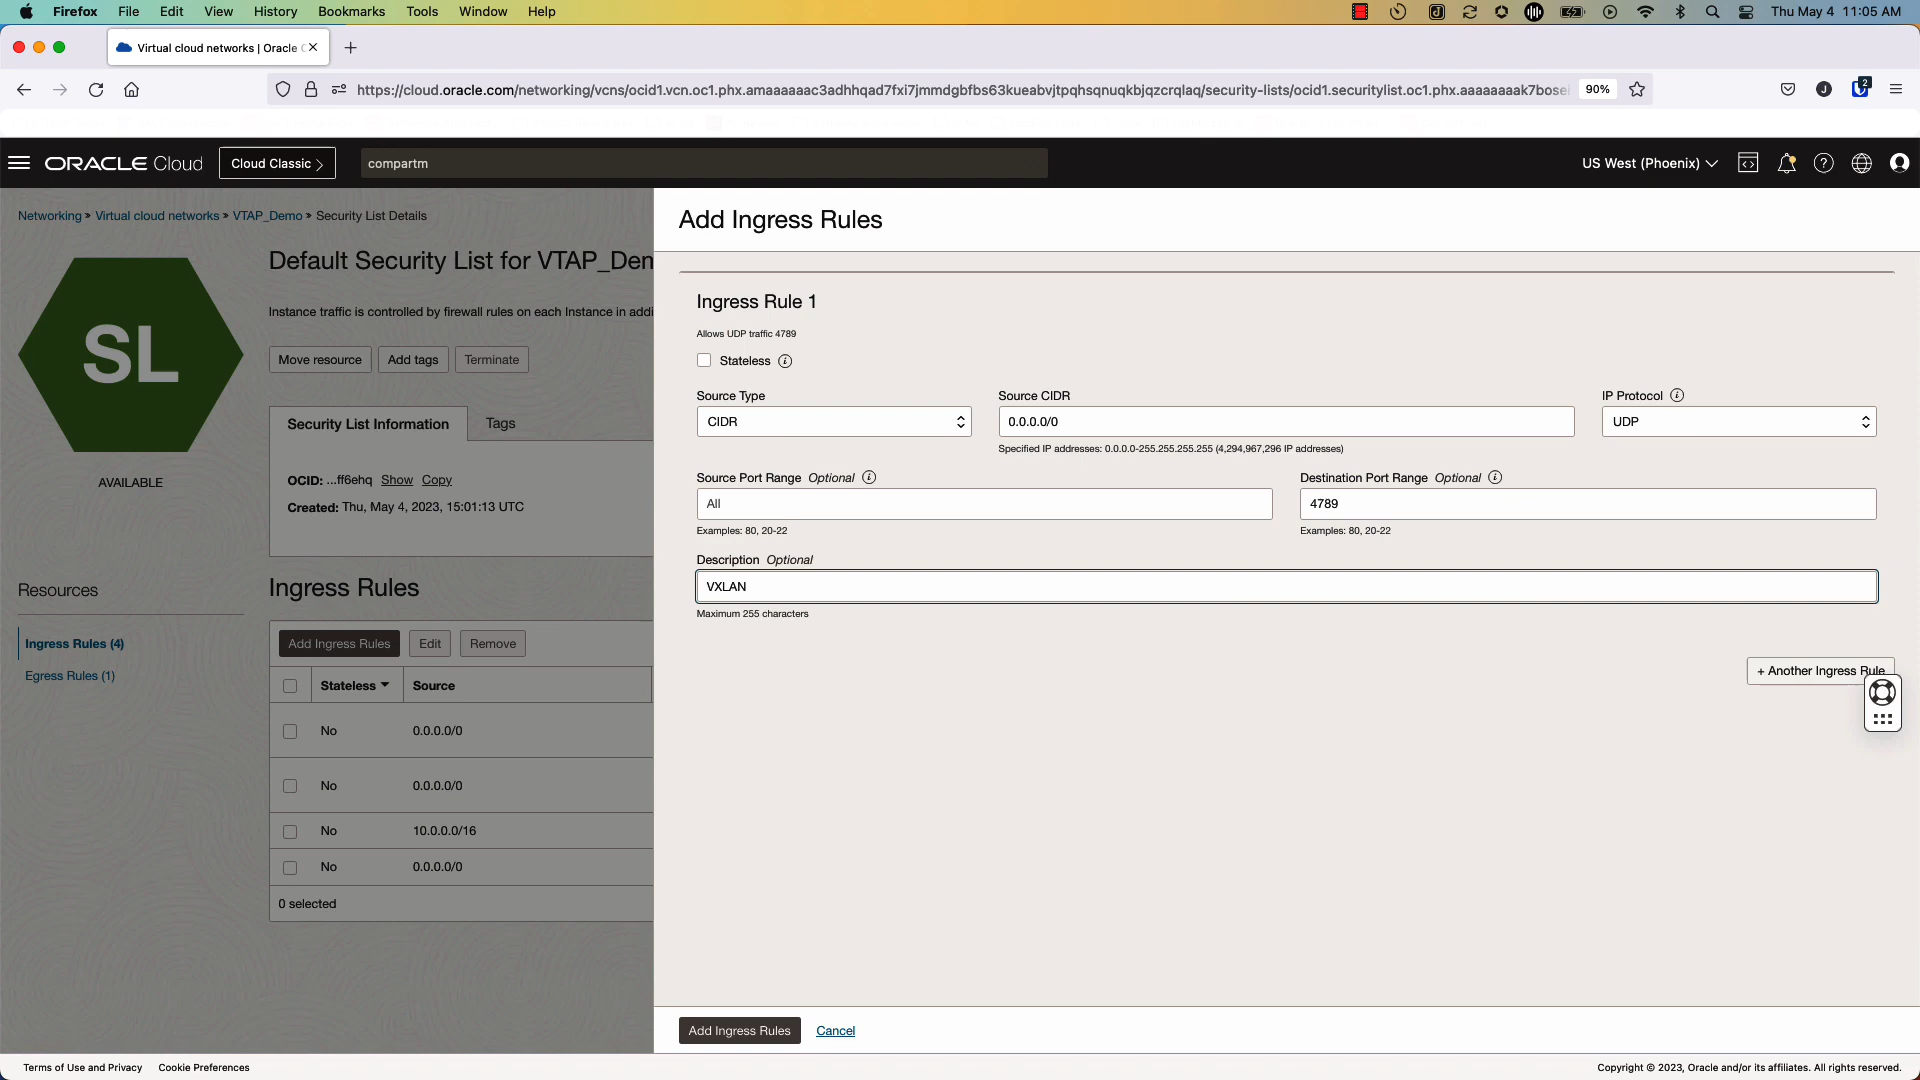 Firefox File Edit View History Bookmarks Tools Window Help Thu May 4 11:05 AM
Virtual cloud networks | Oracle C
https://cloud.oracle.com/networking/vcns/ocid1.vcn.oc1.phx.amaaaaaac3adhhqad7fxi7jmmdgbfbs63kueabvjtpqhsqnuqkbjqzcrqlaq/security-lists/ocid1.securitylist.oc1.phx.aaaaaaaak7bosei 90% J 2
ORACLE Cloud Cloud Classic compartm US West (Phoenix)
Networking » Virtual cloud networks » VTAP_Demo » Security List Details
SL
AVAILABLE
Default Security List for VTAP_Dem
Instance traffic is controlled by firewall rules on each Instance in addi
Move resource Add tags Terminate
Security List Information Tags
OCID: ...ff6ehq Show Copy
Created: Thu, May 4, 2023, 15:01:13 UTC
Resources
Ingress Rules (4)
Egress Rules (1)
Ingress Rules
Add Ingress Rules Edit Remove
Stateless Source
No 0.0.0.0/0
No 0.0.0.0/0
No 10.0.0.0/16
No 0.0.0.0/0
0 selected
Add Ingress Rules
Ingress Rule 1
Allows UDP traffic 4789
Stateless
Source Type Source CIDR IP Protocol
CIDR 0.0.0.0/0 UDP
Specified IP addresses: 0.0.0.0-255.255.255.255 (4,294,967,296 IP addresses)
Source Port Range Optional Destination Port Range Optional
All 4789
Examples: 80, 20-22 Examples: 80, 20-22
Description Optional
VXLAN
Maximum 255 characters
+ Another Ingress Rule
Add Ingress Rules Cancel
Terms of Use and Privacy Cookie Preferences Copyright © 2023, Oracle and/or its affiliates. All rights reserved.